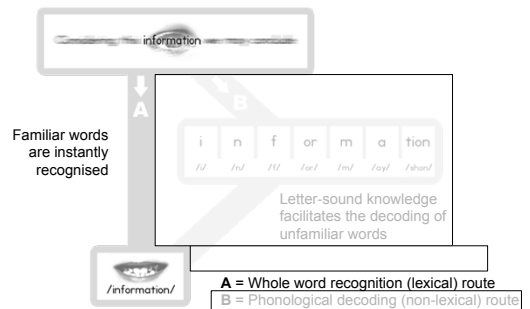 information
A
B
Familiar words
are instantly
recognised
i n f or m a tion
/i/ /n/ /f/ /or/ /m/ /ay/ /shən/
Letter-sound knowledge
facilitates the decoding of
unfamiliar words
/information/
A = Whole word recognition (lexical) route
B = Phonological decoding (non-lexical) route